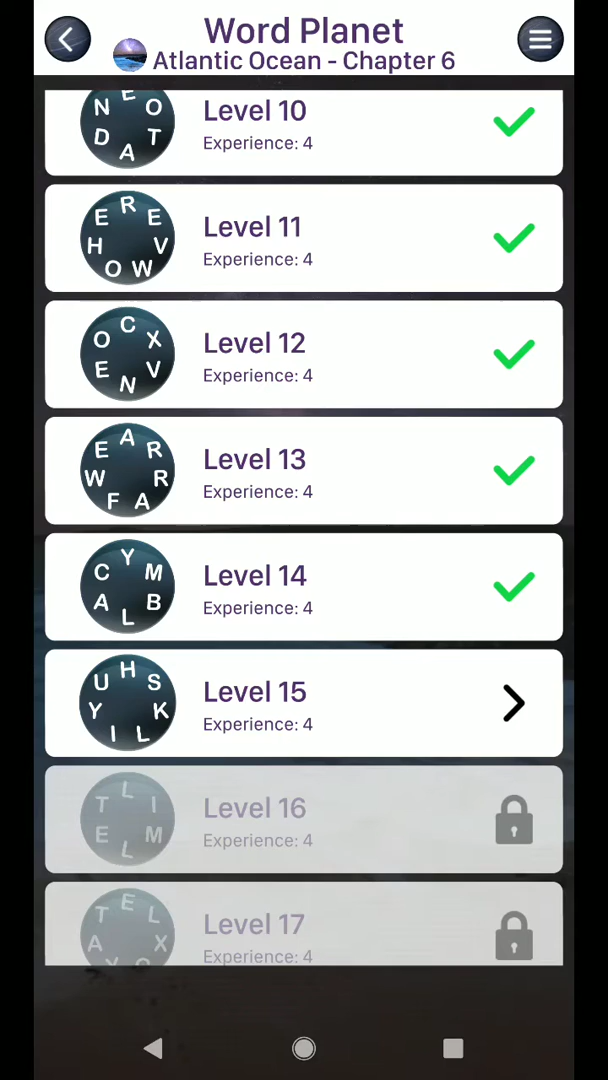 Word Planet
Atlantic Ocean - Chapter 6
N E O D A T
Level 10
Experience: 4
E R E H V O W
Level 11
Experience: 4
O C X E N V
Level 12
Experience: 4
E A R W R F A
Level 13
Experience: 4
C Y M A L B
Level 14
Experience: 4
U H S Y K I L
Level 15
Experience: 4
T L I E L M
Level 16
Experience: 4
T E L A X
Level 17
Experience: 4